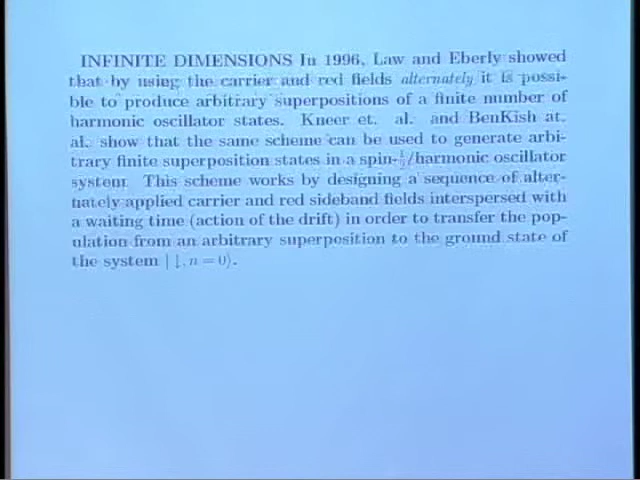 INFINITE DIMENSIONS In 1996, Law and Eberly showed
that by using the carrier and red fields alternately it is possi-
ble to produce arbitrary superpositions of a finite number of
harmonic oscillator states. Kneer et. al. and BenKish at.
al. show that the same scheme can be used to generate arbi-
trary finite superposition states in a spin-½/harmonic oscillator
system. This scheme works by designing a sequence of alter-
nately applied carrier and red sideband fields interspersed with
a waiting time (action of the drift) in order to transfer the pop-
ulation from an arbitrary superposition to the ground state of
the system | ↓, n = 0⟩.